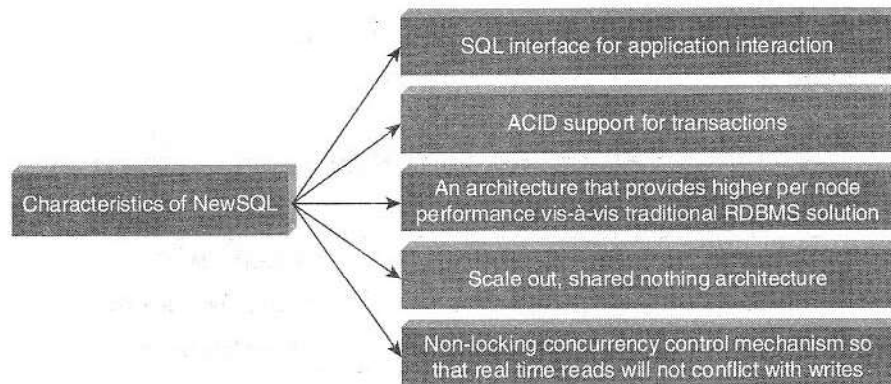 SQL interface for application interaction
ACID support for transactions
Characteristics of NewSQL
An architecture that provides higher per node
performance vis-à-vis traditional RDBMS solution
Scale out, shared nothing architecture
Non-locking concurrency control mechanism so
that real time reads will not conflict with writes